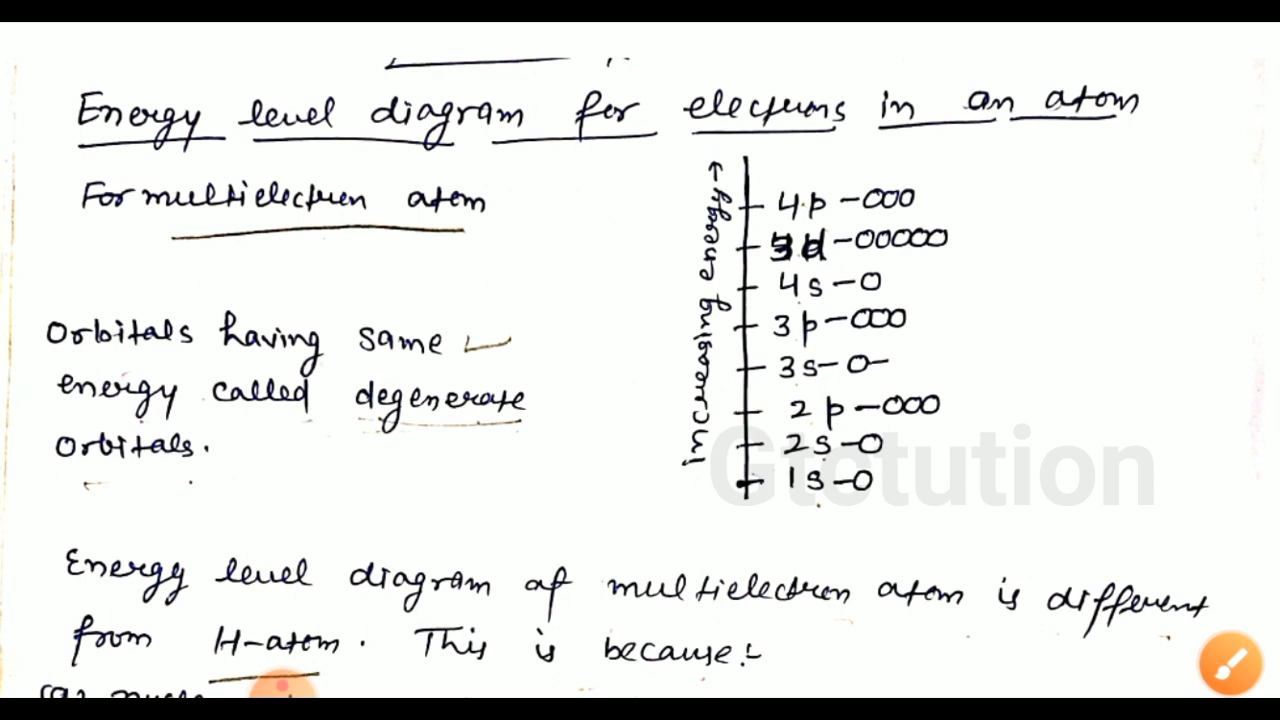 Energy level diagram for electrons in an atom
For multielectron atom
increasing energy →
4p -000
3d -00000
4s -0
3p -000
3s -0-
2p -000
2s -0
1s -0
Orbitals having same
energy called degenerate
Orbitals.
Gtetution
Energy level diagram of multielectron atom is different
from H-atom. This is because:-